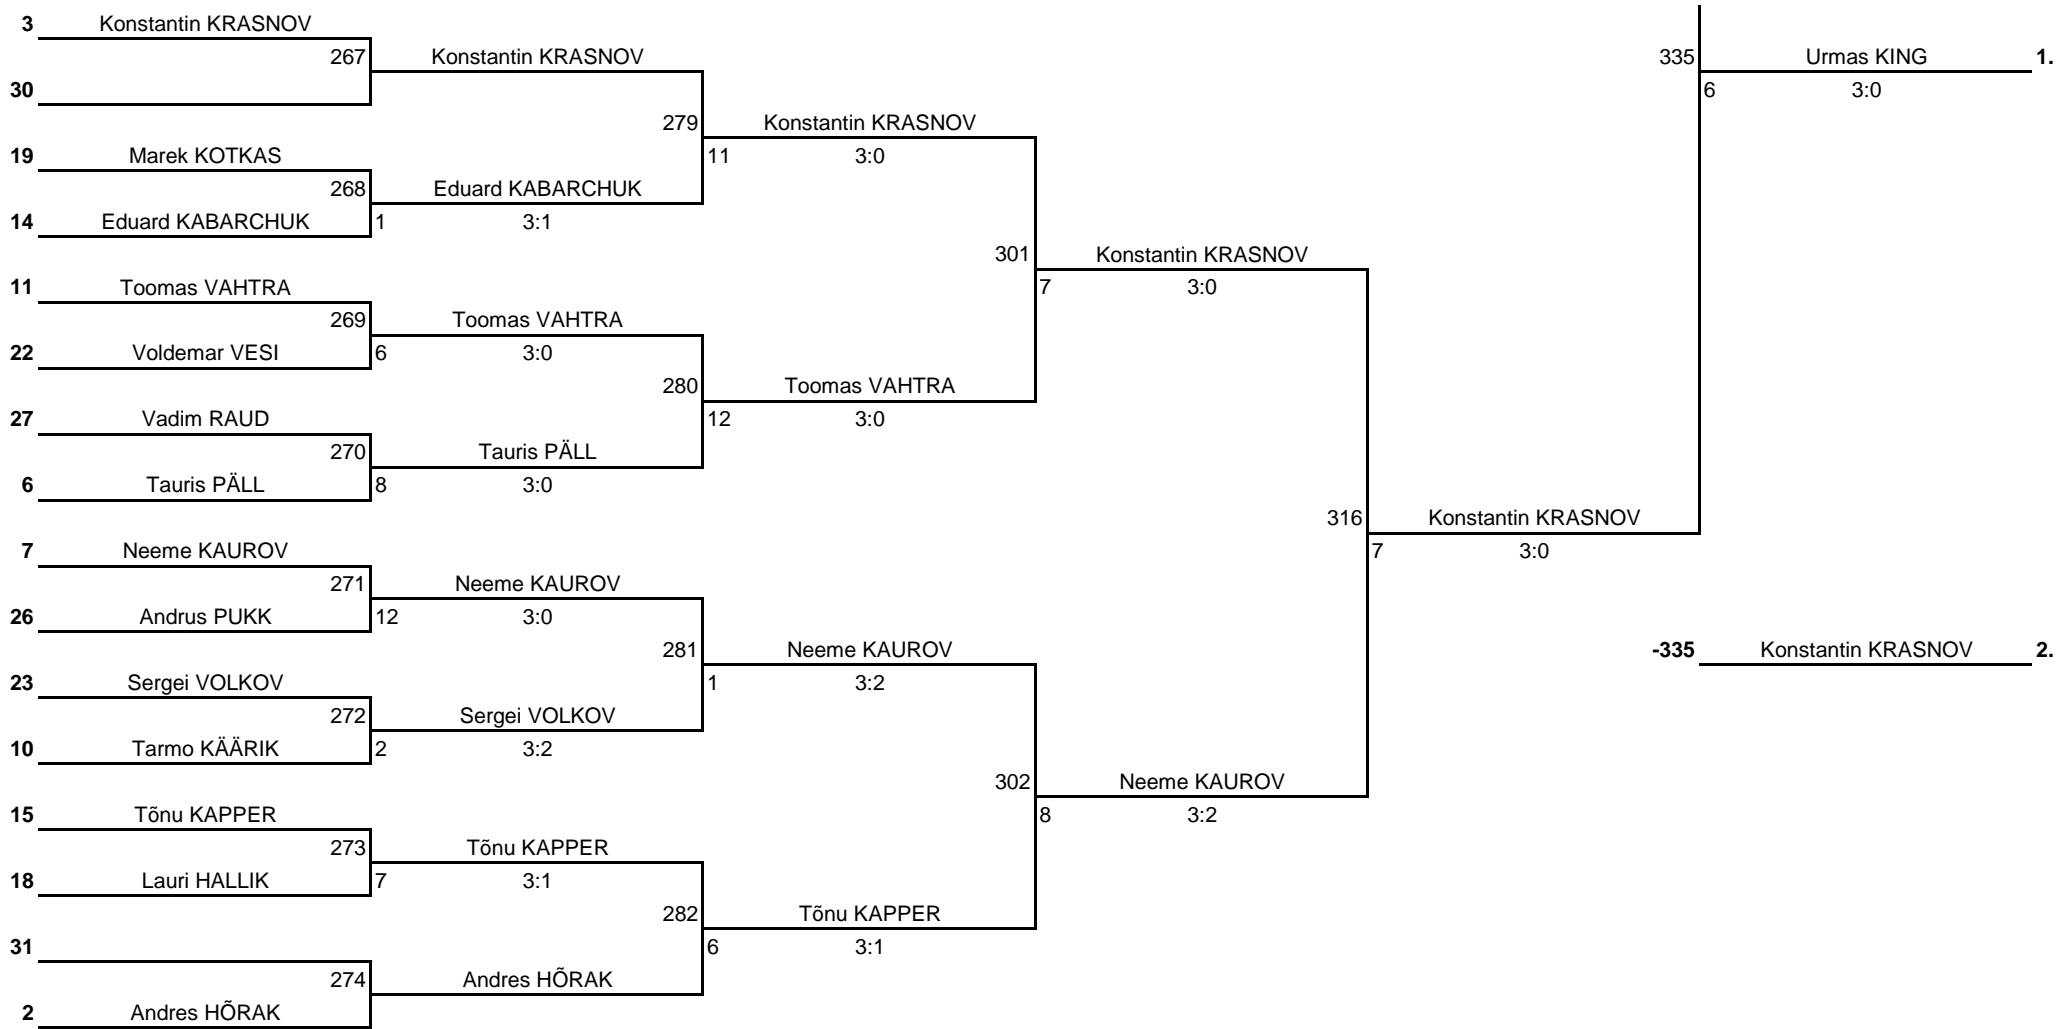 3 Konstantin KRASNOV
267 Konstantin KRASNOV 335 Urmas KING 1.
30 6 3:0
279 Konstantin KRASNOV
19 Marek KOTKAS 11 3:0
268 Eduard KABARCHUK
14 Eduard KABARCHUK 1 3:1
301 Konstantin KRASNOV
11 Toomas VAHTRA 7 3:0
269 Toomas VAHTRA
22 Voldemar VESI 6 3:0
280 Toomas VAHTRA
27 Vadim RAUD 12 3:0
270 Tauris PÄLL
6 Tauris PÄLL 8 3:0
316 Konstantin KRASNOV
7 Neeme KAUROV 7 3:0
271 Neeme KAUROV
26 Andrus PUKK 12 3:0
281 Neeme KAUROV -335 Konstantin KRASNOV 2.
23 Sergei VOLKOV 1 3:2
272 Sergei VOLKOV
10 Tarmo KÄÄRIK 2 3:2
302 Neeme KAUROV
15 Tõnu KAPPER 8 3:2
273 Tõnu KAPPER
18 Lauri HALLIK 7 3:1
282 Tõnu KAPPER
31 6 3:1
274 Andres HÕRAK
2 Andres HÕRAK